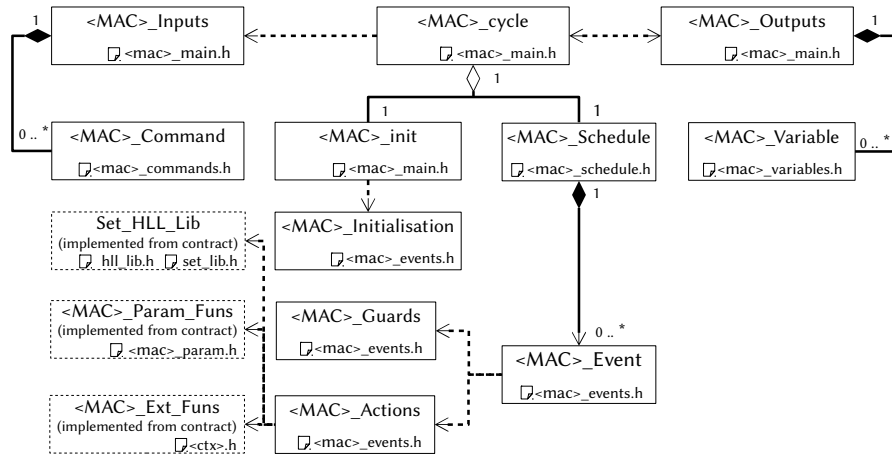 1
<MAC>_Inputs
<mac>_main.h
<MAC>_cycle
<mac>_main.h
<MAC>_Outputs
<mac>_main.h
1
1
1
1
0 .. *
<MAC>_Command
<mac>_commands.h
<MAC>_init
<mac>_main.h
<MAC>_Schedule
<mac>_schedule.h
<MAC>_Variable
<mac>_variables.h
0 .. *
1
Set_HLL_Lib
(implemented from contract)
hll_lib.h set_lib.h
<MAC>_Initialisation
<mac>_events.h
<MAC>_Param_Funs
(implemented from contract)
<mac>_param.h
<MAC>_Guards
<mac>_events.h
0 .. *
<MAC>_Event
<mac>_events.h
<MAC>_Ext_Funs
(implemented from contract)
<ctx>.h
<MAC>_Actions
<mac>_events.h